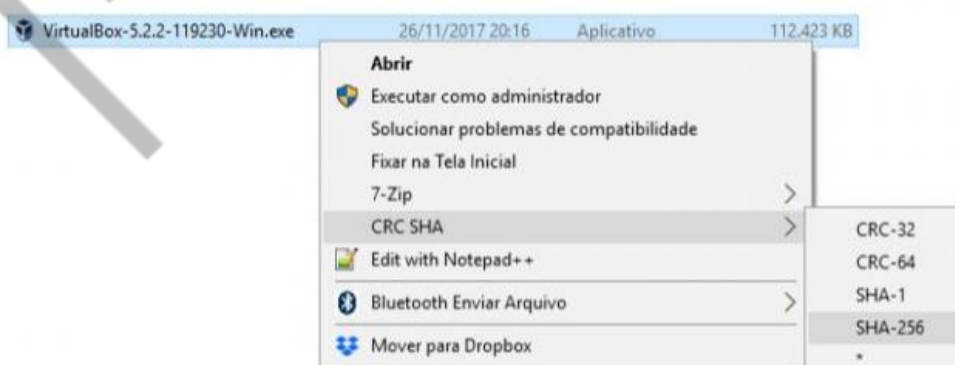 VirtualBox-5.2.2-119230-Win.exe 26/11/2017 20:16 Aplicativo 112.423 KB
Abrir
Executar como administrador
Solucionar problemas de compatibilidade
Fixar na Tela Inicial
7-Zip
CRC SHA
Edit with Notepad++
Bluetooth Enviar Arquivo
Mover para Dropbox
CRC-32
CRC-64
SHA-1
SHA-256
*